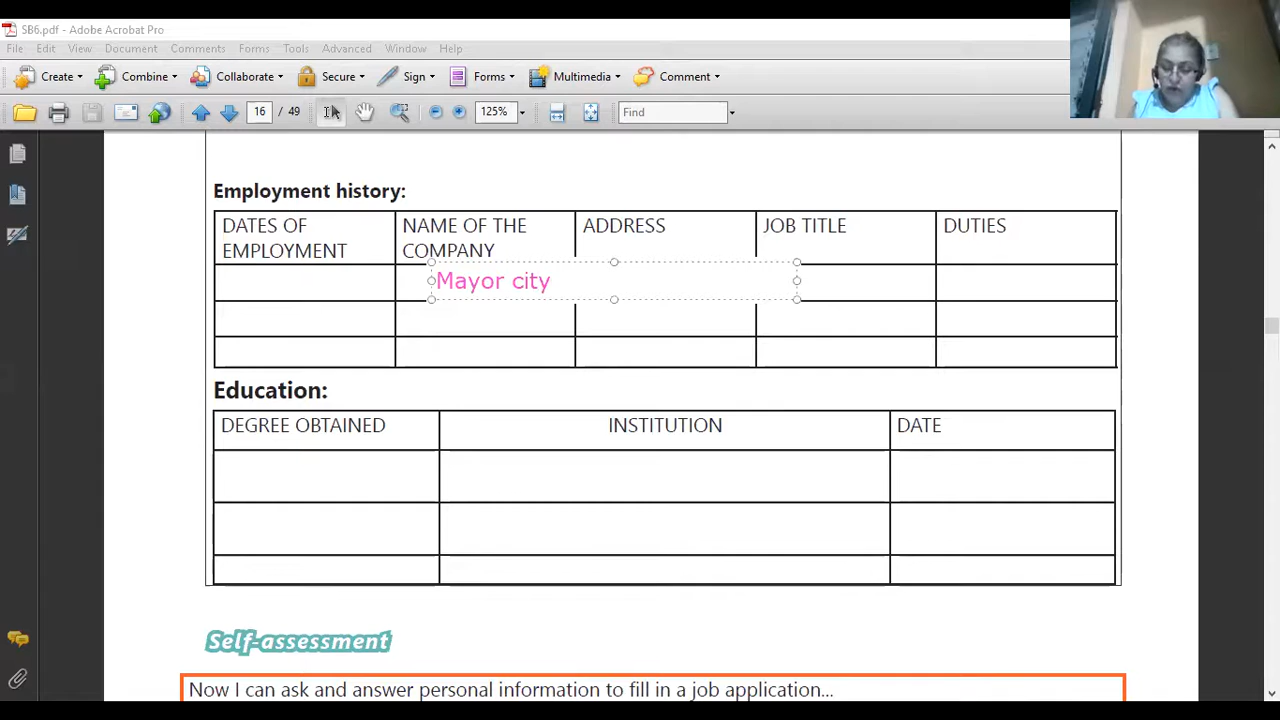 SB6.pdf - Adobe Acrobat Pro
File Edit View Document Comments Forms Tools Advanced Window Help
Create Combine Collaborate Secure Sign Forms Multimedia Comment
16 / 49 125% Find
Employment history:
DATES OF EMPLOYMENT NAME OF THE COMPANY ADDRESS JOB TITLE DUTIES
Mayor city
Education:
DEGREE OBTAINED INSTITUTION DATE
Self-assessment
Now I can ask and answer personal information to fill in a job application...